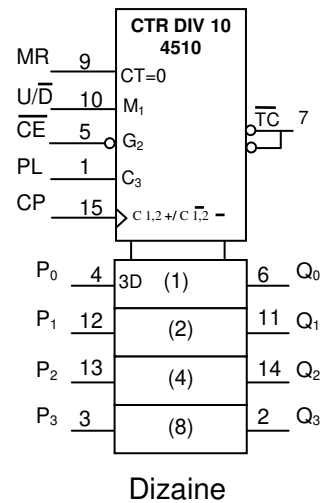 CTR DIV 10
4510
MR 9 CT=0
U/D̅ 10 M₁
C̅E̅ 5 G₂
T̅C̅ 7
PL 1 C₃
CP 15 C 1,2 +/ C 1̅,2 –
P₀ 4 3D (1) 6 Q₀
P₁ 12 (2) 11 Q₁
P₂ 13 (4) 14 Q₂
P₃ 3 (8) 2 Q₃
Dizaine